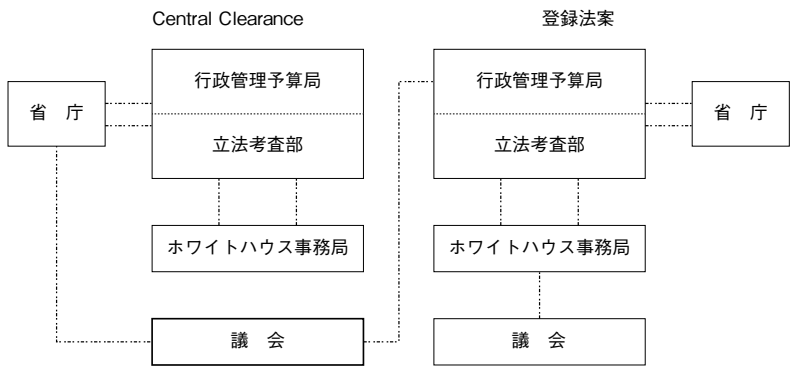 Central Clearance
登録法案
行政管理予算局
行政管理予算局
省 庁
省 庁
立法考査部
立法考査部
ホワイトハウス事務局
ホワイトハウス事務局
議 会
議 会